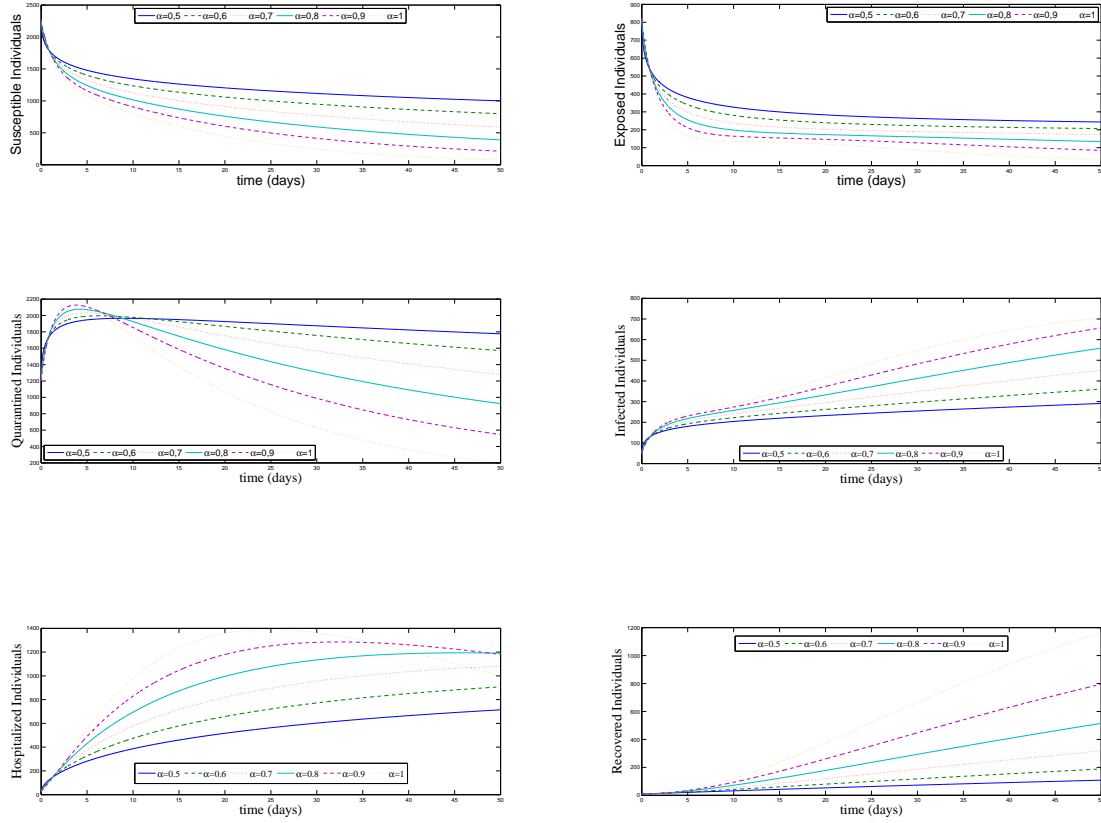 α=0,5 α=0,6 α=0,7 α=0,8 α=0,9 α=1
Susceptible Individuals
2500
2000
1500
1000
500
0
0 5 10 15 20 25 30 35 40 45 50
time (days)
α=0,5 α=0,6 α=0,7 α=0,8 α=0,9 α=1
Exposed Individuals
900
800
700
600
500
400
300
200
100
0
0 5 10 15 20 25 30 35 40 45 50
time (days)
Quarantined Individuals
2200
2000
1800
1600
1400
1200
1000
800
600
400
200
α=0,5 α=0,6 α=0,7 α=0,8 α=0,9 α=1
0 5 10 15 20 25 30 35 40 45 50
time (days)
Infected Individuals
800
700
600
500
400
300
200
100
0
α=0,5 α=0,6 α=0,7 α=0,8 α=0,9 α=1
0 5 10 15 20 25 30 35 40 45 50
time (days)
Hospitalized Individuals
1400
1200
1000
800
600
400
200
0
α=0.5 α=0.6 α=0.7 α=0.8 α=0.9 α=1
0 5 10 15 20 25 30 35 40 45 50
time (days)
α=0.5 α=0.6 α=0.7 α=0.8 α=0.9 α=1
Recovered Individuals
1200
1000
800
600
400
200
0
0 5 10 15 20 25 30 35 40 45 50
time (days)